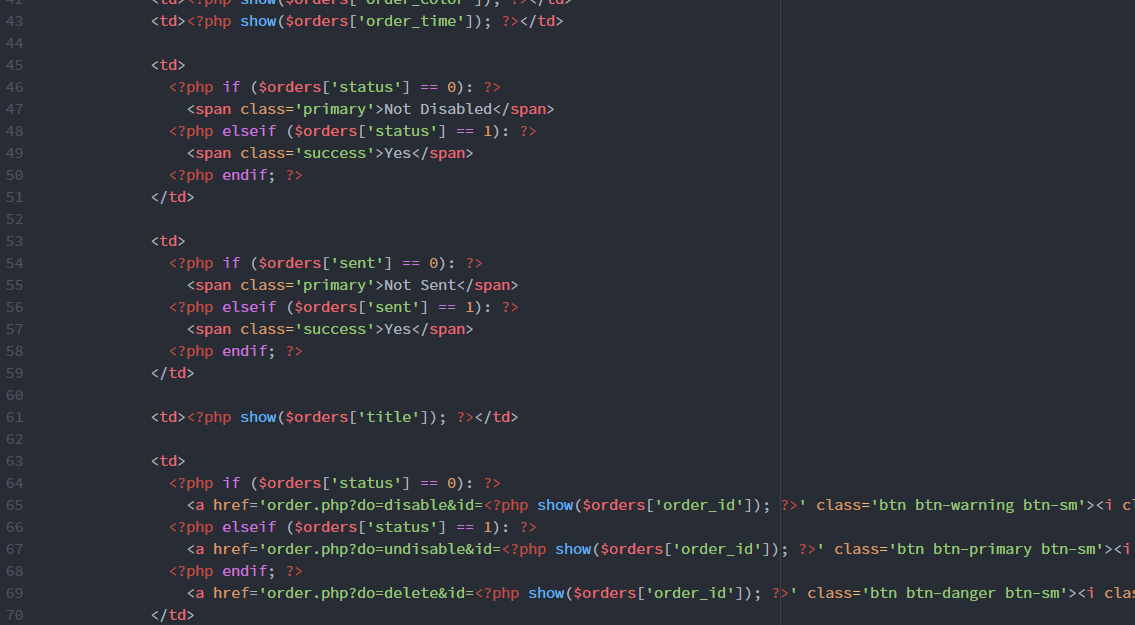 42 <td><?php show($orders['order_color']); ?></td>
43 <td><?php show($orders['order_time']); ?></td>
44
45 <td>
46 <?php if ($orders['status'] == 0): ?>
47 <span class='primary'>Not Disabled</span>
48 <?php elseif ($orders['status'] == 1): ?>
49 <span class='success'>Yes</span>
50 <?php endif; ?>
51 </td>
52
53 <td>
54 <?php if ($orders['sent'] == 0): ?>
55 <span class='primary'>Not Sent</span>
56 <?php elseif ($orders['sent'] == 1): ?>
57 <span class='success'>Yes</span>
58 <?php endif; ?>
59 </td>
60
61 <td><?php show($orders['title']); ?></td>
62
63 <td>
64 <?php if ($orders['status'] == 0): ?>
65 <a href='order.php?do=disable&id=<?php show($orders['order_id']); ?>' class='btn btn-warning btn-sm'><i cl
66 <?php elseif ($orders['status'] == 1): ?>
67 <a href='order.php?do=undisable&id=<?php show($orders['order_id']); ?>' class='btn btn-primary btn-sm'><i
68 <?php endif; ?>
69 <a href='order.php?do=delete&id=<?php show($orders['order_id']); ?>' class='btn btn-danger btn-sm'><i clas
70 </td>